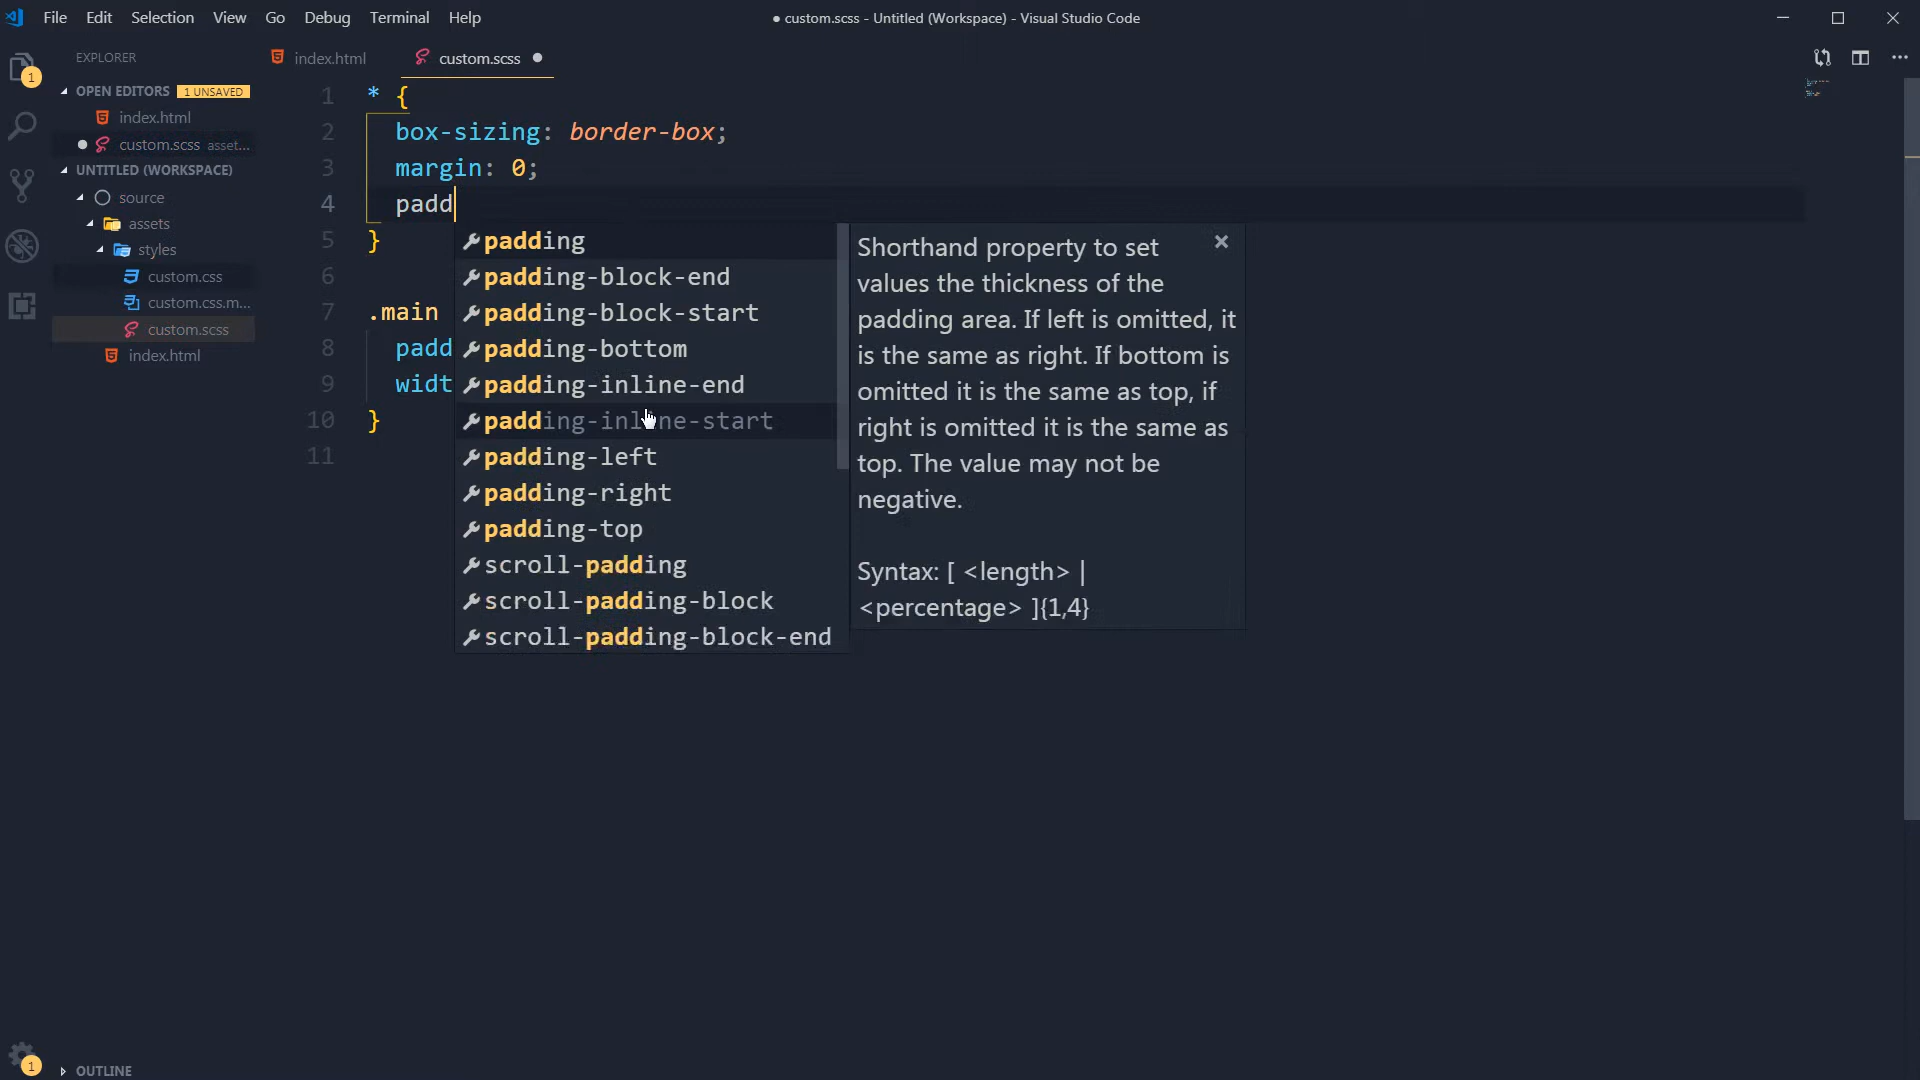 File Edit Selection View Go Debug Terminal Help
● custom.scss - Untitled (Workspace) - Visual Studio Code
EXPLORER
OPEN EDITORS 1 UNSAVED
index.html
custom.scss asset...
UNTITLED (WORKSPACE)
source
assets
styles
custom.css
custom.css.m...
custom.scss
index.html
OUTLINE
1
1
index.html custom.scss
1 * {
2 box-sizing: border-box;
3 margin: 0;
4 padd
5 }
6
7 .main
8 padd
9 widt
10 }
11
padding
padding-block-end
padding-block-start
padding-bottom
padding-inline-end
padding-inline-start
padding-left
padding-right
padding-top
scroll-padding
scroll-padding-block
scroll-padding-block-end
Shorthand property to set
values the thickness of the
padding area. If left is omitted, it
is the same as right. If bottom is
omitted it is the same as top, if
right is omitted it is the same as
top. The value may not be
negative.
Syntax: [ <length> |
<percentage> ]{1,4}